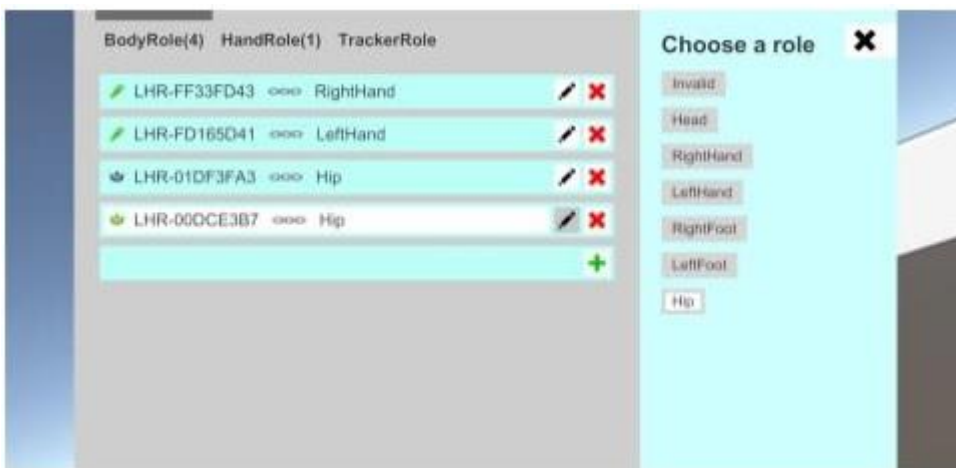 BodyRole(4) HandRole(1) TrackerRole
LHR-FF33FD43 RightHand
LHR-FD165D41 LeftHand
LHR-01DF3FA3 Hip
LHR-00DCE3B7 Hip
Choose a role
Invalid
Head
RightHand
LeftHand
RightFoot
LeftFoot
Hip